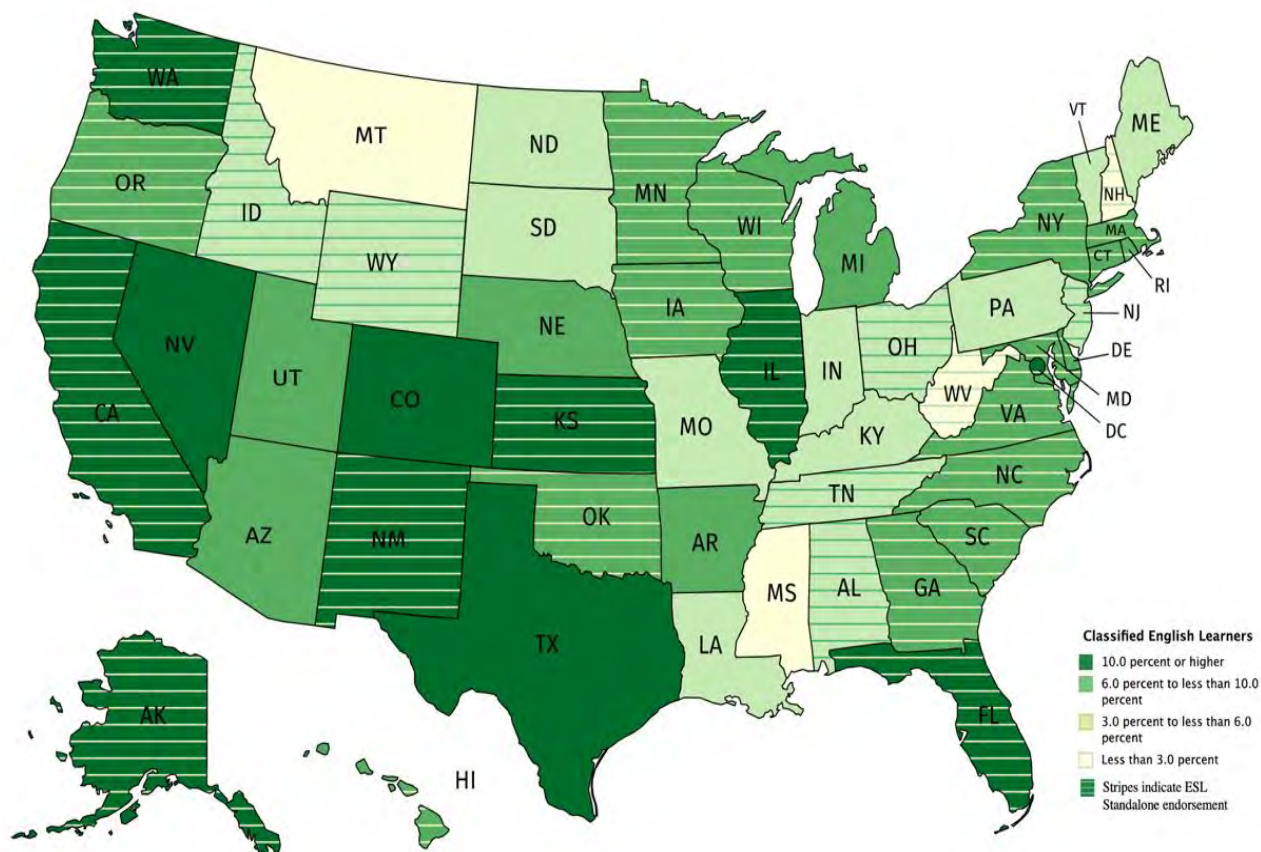 WA
MT
ND
VT
ME
OR
MN
ID
NH
SD
WI
NY
MA
WY
MI
CT
RI
IA
PA
NJ
NE
NV
OH
DE
UT
IL
IN
CO
WV
MD
CA
KS
VA
MO
KY
DC
NC
TN
OK
AZ
NM
AR
SC
MS
AL
GA
TX
LA
Classified English Learners
10.0 percent or higher
6.0 percent to less than 10.0
percent
AK
FL
3.0 percent to less than 6.0
percent
Less than 3.0 percent
HI
Stripes indicate ESL
Standalone endorsement